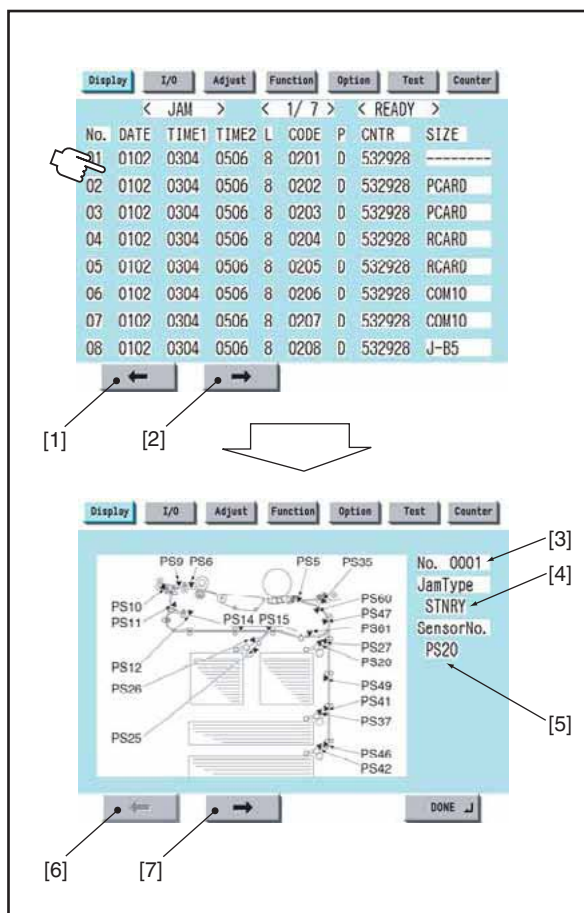 Display I/O Adjust Function Option Test Counter
< JAM > < 1/ 7 > < READY >
No. DATE TIME1 TIME2 L CODE P CNTR SIZE
01 0102 0304 0506 8 0201 D 532928 --------
02 0102 0304 0506 8 0202 D 532928 PCARD
03 0102 0304 0506 8 0203 D 532928 PCARD
04 0102 0304 0506 8 0204 D 532928 RCARD
05 0102 0304 0506 8 0205 D 532928 RCARD
06 0102 0304 0506 8 0206 D 532928 COM10
07 0102 0304 0506 8 0207 D 532928 COM10
08 0102 0304 0506 8 0208 D 532928 J-B5
[1] [2]
Display I/O Adjust Function Option Test Counter
[3]
PS9 PS6 PS5 PS35
No. 0001
JamType
[4]
PS10
PS60
STNRY
PS11
PS14 PS15
PS47
PS61
SensorNo.
PS27
PS20
PS12
PS20
PS26
PS49
[5]
PS41
PS37
PS25
PS46
PS42
DONE
[6] [7]